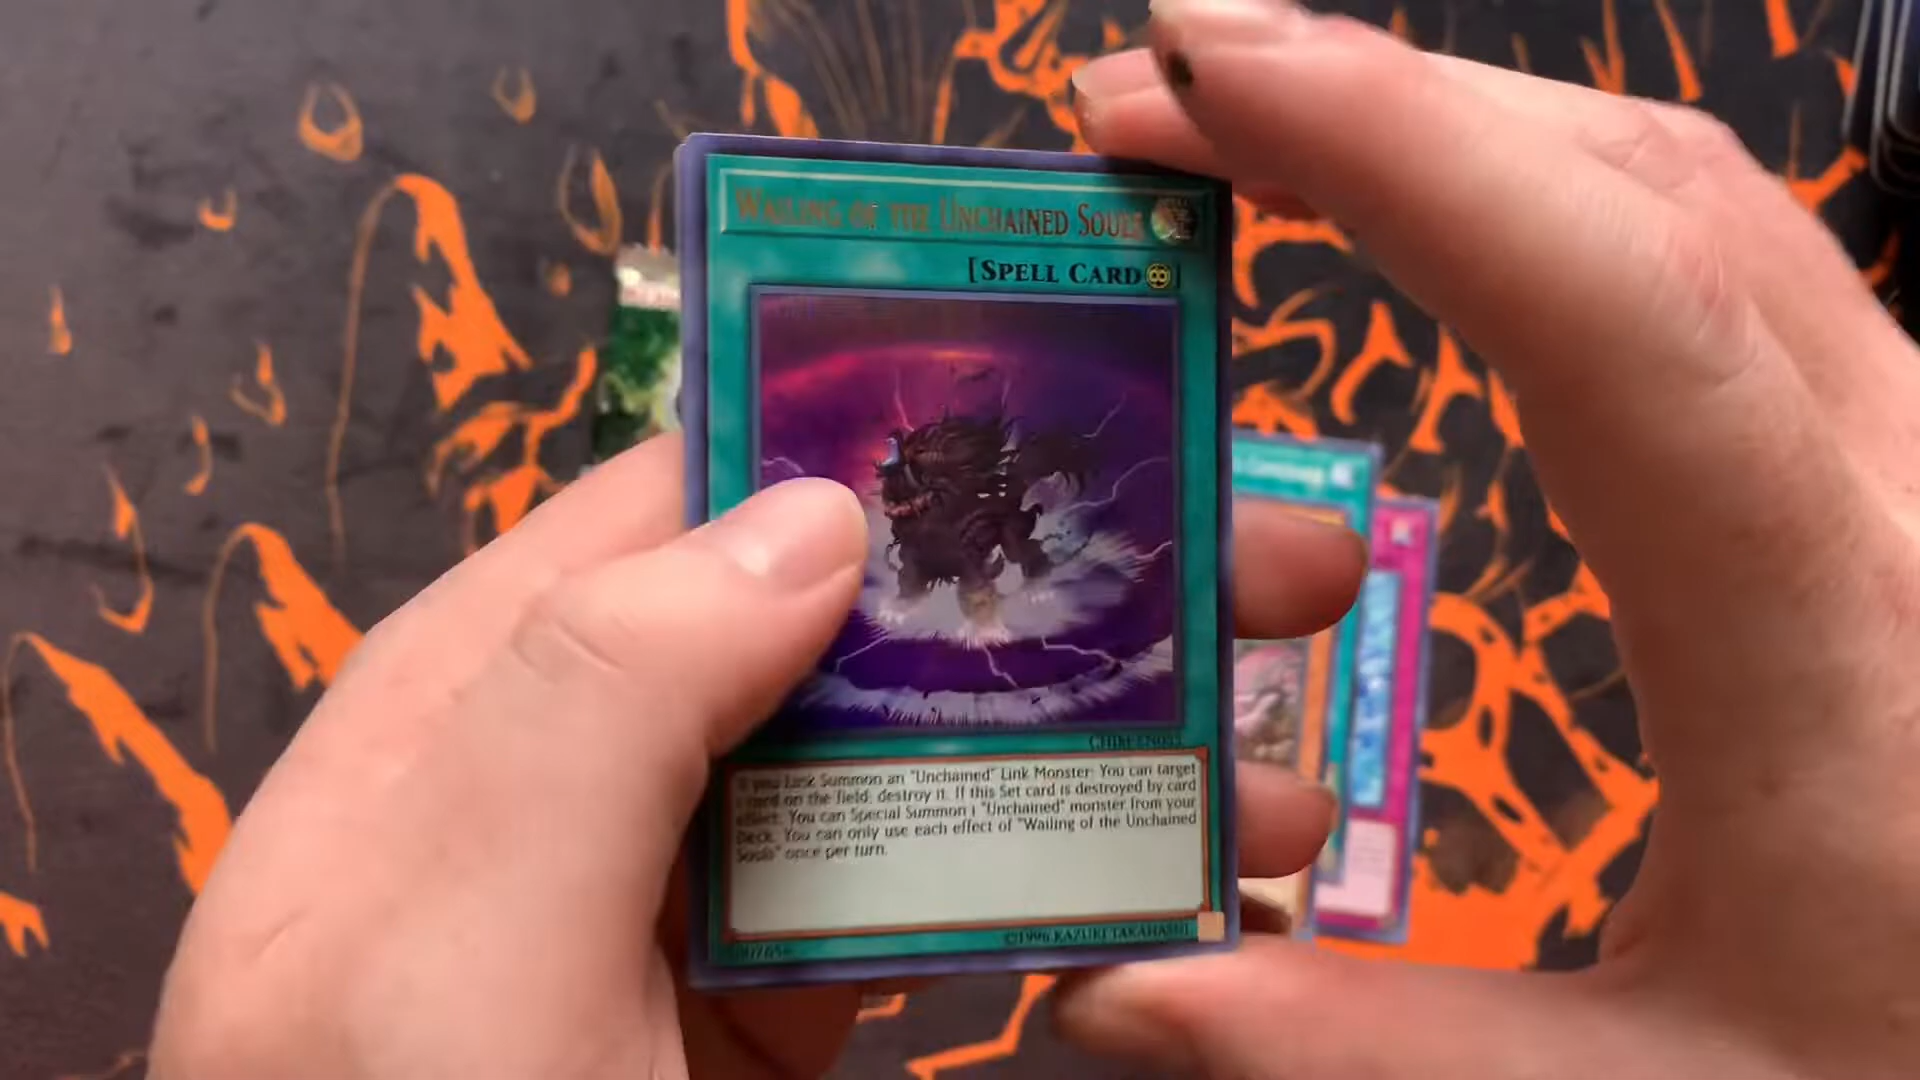 WAILING OF THE UNCHAINED SOULS
[SPELL CARD]
CHIM-EN053
If you Link Summon an "Unchained" Link Monster: You can target
1 card on the field; destroy it. If this Set card is destroyed by card
effect: You can Special Summon 1 "Unchained" monster from your
Deck. You can only use each effect of "Wailing of the Unchained
Souls" once per turn.
©1996 KAZUKI TAKAHASHI